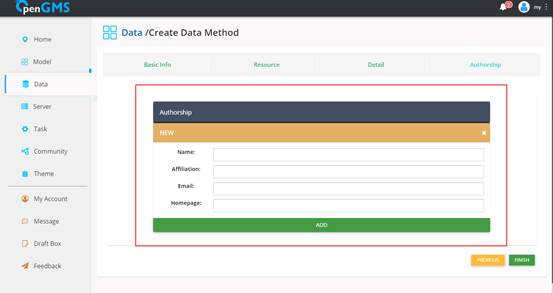 OpenGMS
2
my
Home
Model
Data
Server
Task
Community
Theme
My Account
Message
Draft Box
Feedback
Data /Create Data Method
Basic Info
Resource
Detail
Authorship
Authorship
NEW
Name:
Affiliation:
Email:
Homepage:
ADD
PREVIOUS
FINISH